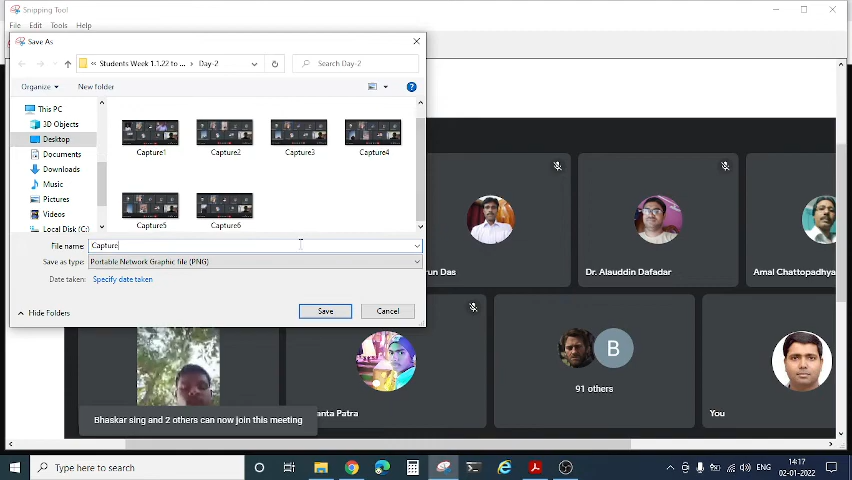 Snipping Tool
File Edit Tools Help
Save As
« Students Week 1.1.22 to ... › Day-2
Search Day-2
Organize
New folder
This PC
3D Objects
Desktop
Documents
Downloads
Music
Pictures
Videos
Local Disk (C:)
Capture1
Capture2
Capture3
Capture4
Capture5
Capture6
File name:
Capture
Save as type:
Portable Network Graphic file (PNG)
Date taken:
Specify date taken
Hide Folders
Save
Cancel
run Das
Dr. Alauddin Dafadar
Amal Chattopadhya
anta Patra
B
91 others
You
Bhaskar sing and 2 others can now join this meeting
Type here to search
ENG
14:17
02-01-2022